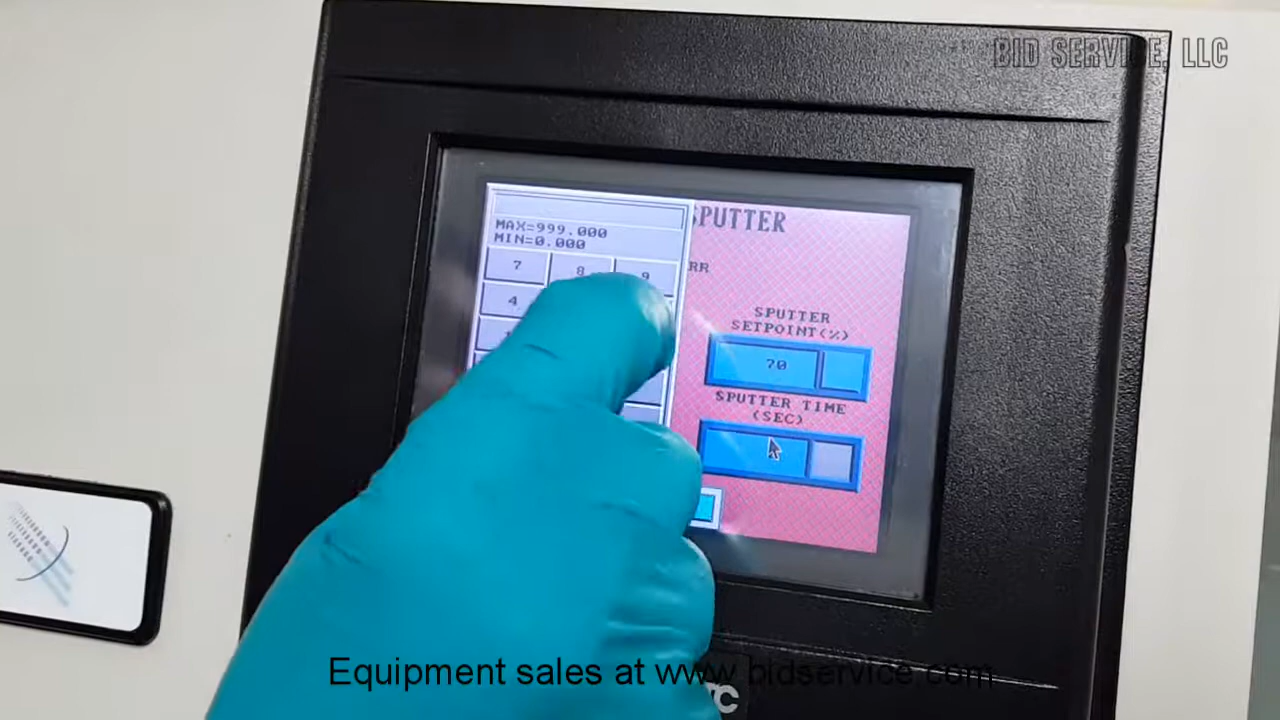 BID SERVICE, LLC
SPUTTER
MAX=999.000
MIN=0.000
7 8 9
RR
4
SPUTTER
SETPOINT(%)
70
SPUTTER TIME
(SEC)
Equipment sales at www.bidservice.com